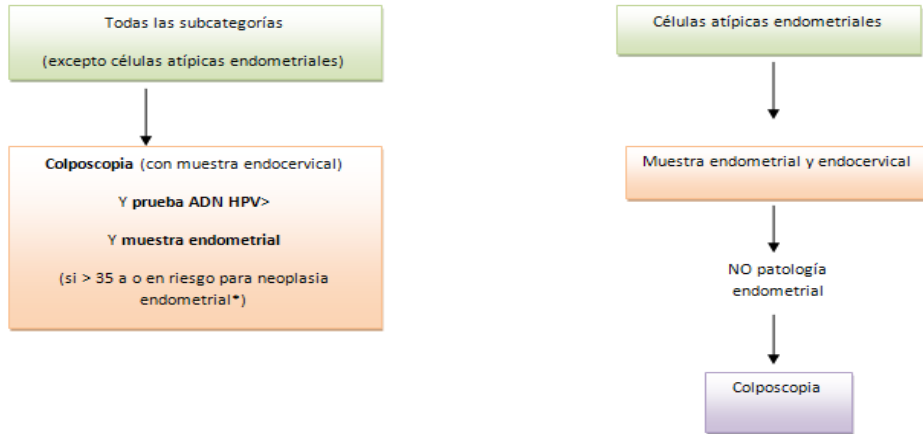 Todas las subcategorías
(excepto células atípicas endometriales)
Colposcopia (con muestra endocervical)
Y prueba ADN HPV>
Y muestra endometrial
(si > 35 a o en riesgo para neoplasia
endometrial*)
Células atípicas endometriales
Muestra endometrial y endocervical
NO patología
endometrial
Colposcopia